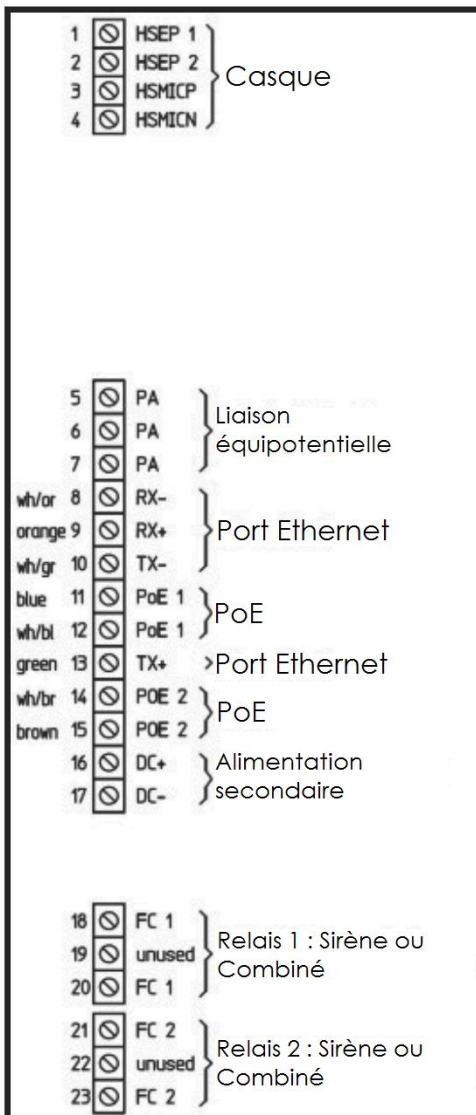 1 HSEP 1
2 HSEP 2
3 HSMICP
4 HSMICN
Casque
5 PA
6 PA
7 PA
Liaison
équipotentielle
wh/or 8 RX-
orange 9 RX+
wh/gr 10 TX-
Port Ethernet
blue 11 PoE 1
wh/bl 12 PoE 1
PoE
green 13 TX+ Port Ethernet
wh/br 14 POE 2
brown 15 POE 2
PoE
16 DC+
17 DC-
Alimentation
secondaire
18 FC 1
19 unused
20 FC 1
Relais 1 : Sirène ou
Combiné
21 FC 2
22 unused
23 FC 2
Relais 2 : Sirène ou
Combiné